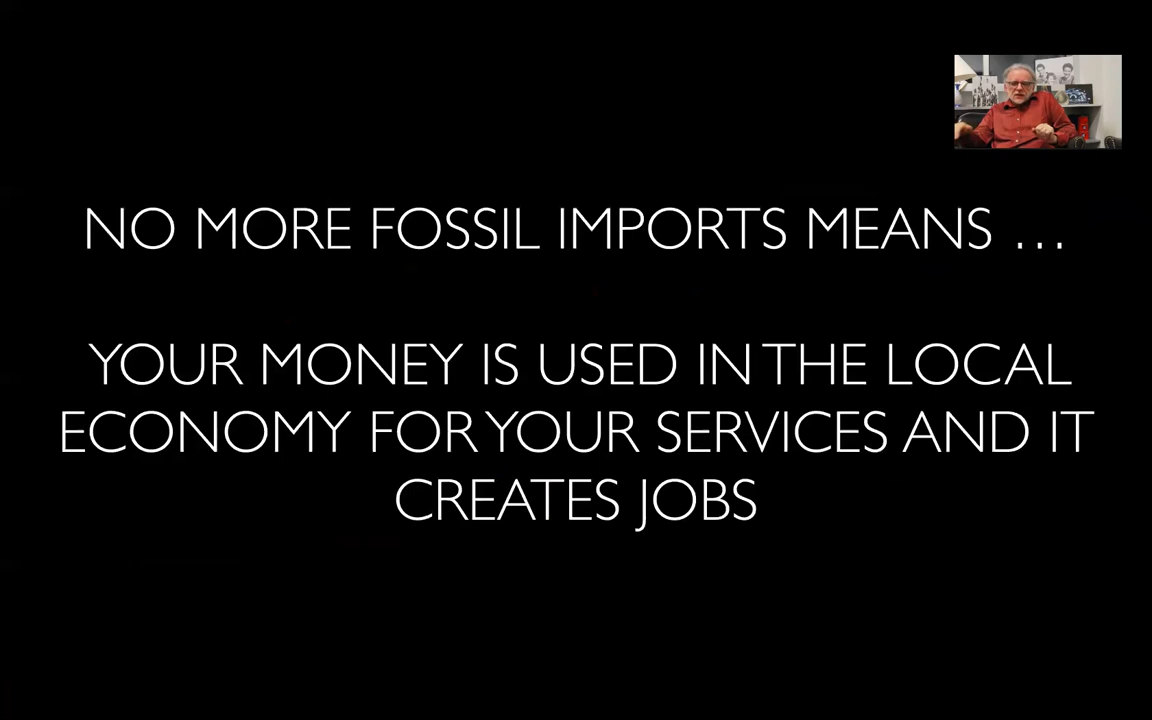 NO MORE FOSSIL IMPORTS MEANS …
YOUR MONEY IS USED IN THE LOCAL
ECONOMY FOR YOUR SERVICES AND IT
CREATES JOBS